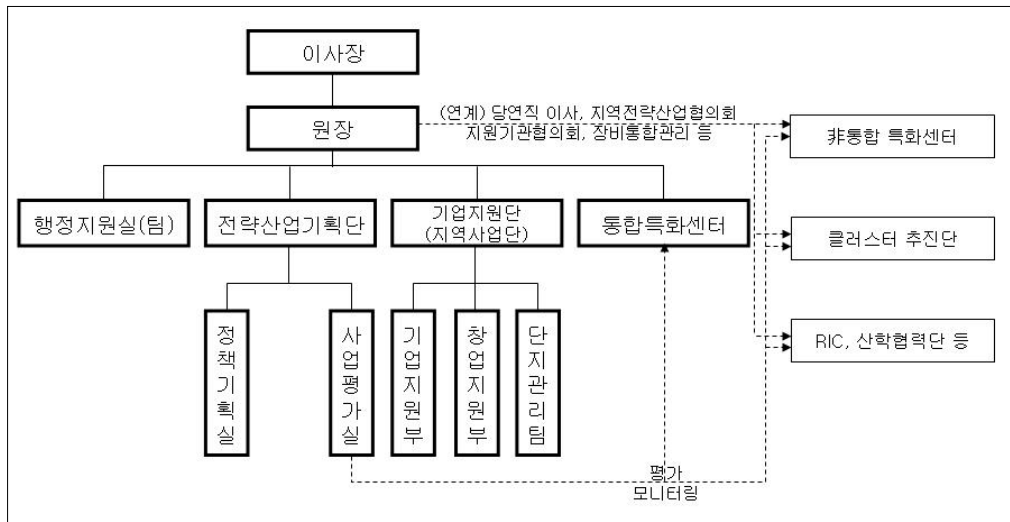 이사장
원장
(연계) 당연직 이사, 지역전략산업협의회
지원기관협의회, 장비통합관리 등
非통합 특화센터
행정지원실(팀)
전략산업기획단
기업지원단
(지역사업단)
통합특화센터
클러스터 추진단
정책기획실
사업평가실
기업지원부
창업지원부
단지관리팀
RIC, 산학협력단 등
평가
모니터링